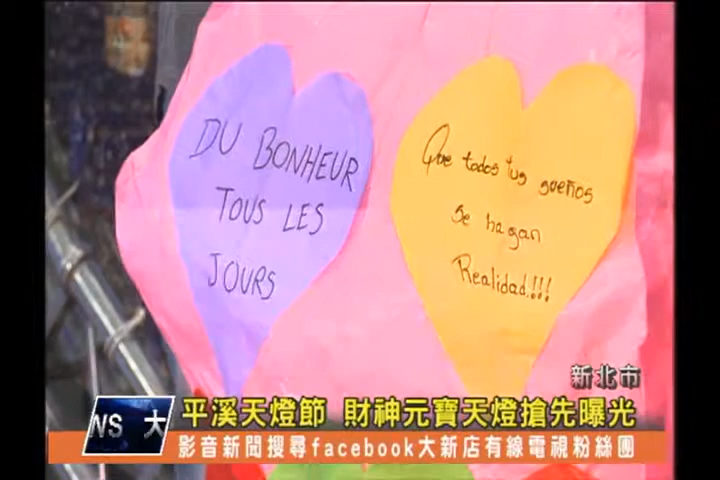 DU BONHEUR
TOUS LES
JOURS
Que todos tus sueños
se hagan
Realidad!!!
新北市
NS 大
平溪天燈節 財神元寶天燈搶先曝光
影音新聞搜尋facebook大新店有線電視粉絲團